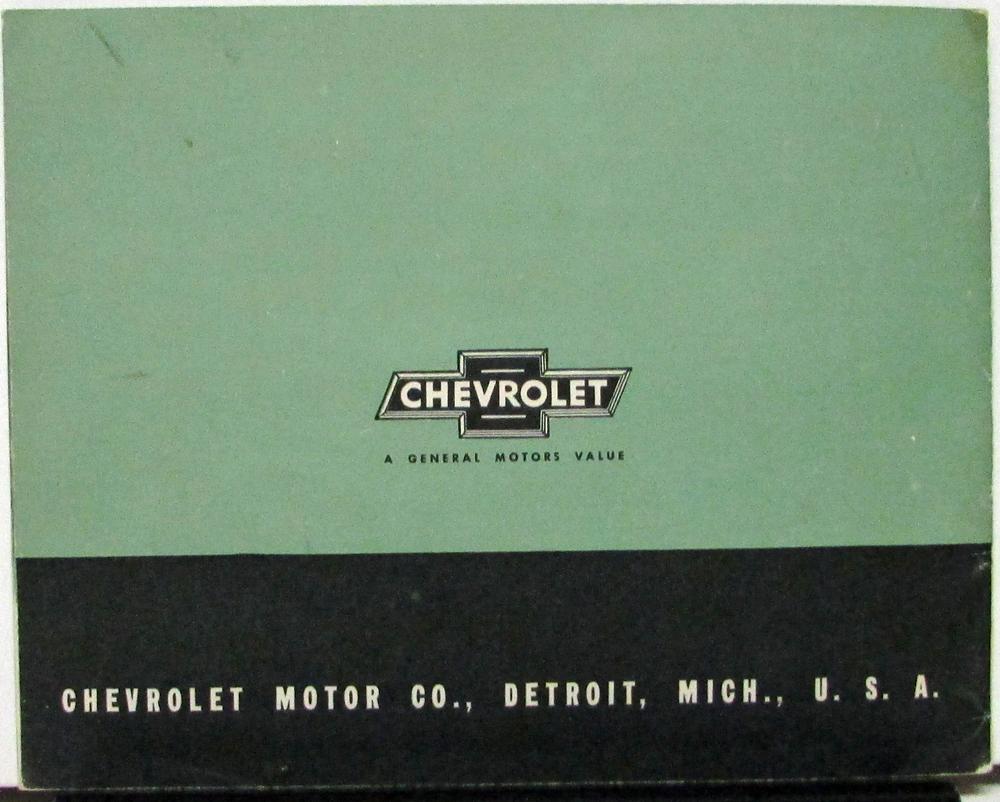 CHEVROLET
A GENERAL MOTORS VALUE
CHEVROLET MOTOR CO., DETROIT, MICH., U. S. A.